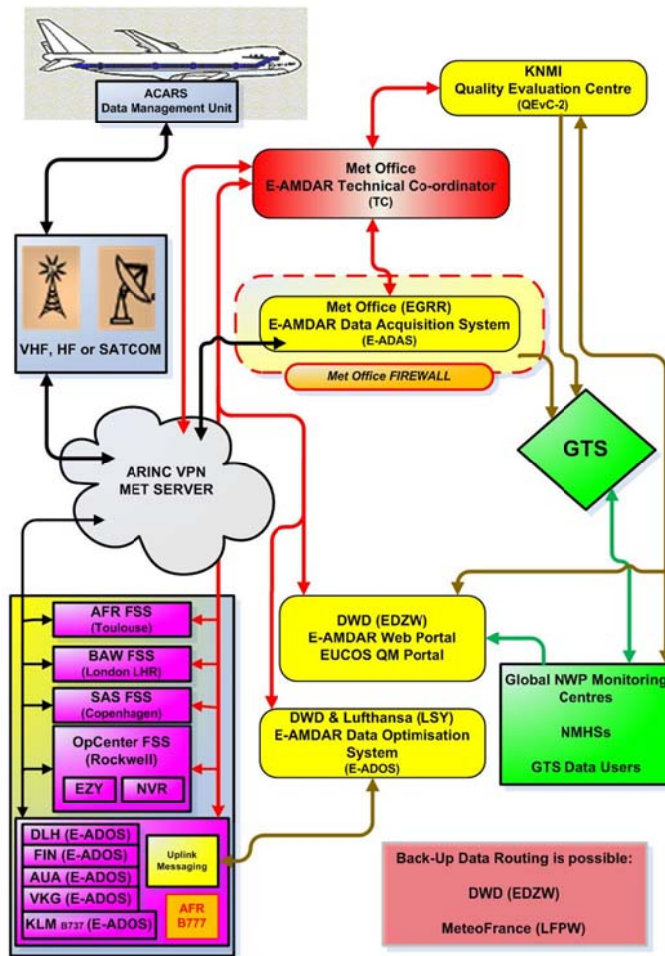 ACARS
Data Management Unit
KNMI
Quality Evaluation Centre
(QEvC-2)
Met Office
E-AMDAR Technical Co-ordinator
(TC)
VHF, HF or SATCOM
Met Office (EGRR)
E-AMDAR Data Acquisition System
(E-ADAS)
Met Office FIREWALL
GTS
ARINC VPN
MET SERVER
AFR FSS
(Toulouse)
BAW FSS
(London LHR)
SAS FSS
(Copenhagen)
OpCenter FSS
(Rockwell)
EZY
NVR
DWD (EDZW)
E-AMDAR Web Portal
EUCOS QM Portal
Global NWP Monitoring
Centres
NMHSs
GTS Data Users
DWD & Lufthansa (LSY)
E-AMDAR Data Optimisation
System
(E-ADOS)
DLH (E-ADOS)
FIN (E-ADOS)
AUA (E-ADOS)
VKG (E-ADOS)
KLM B737 (E-ADOS)
Uplink
Messaging
AFR
B777
Back-Up Data Routing is possible:
DWD (EDZW)
MeteoFrance (LFPW)